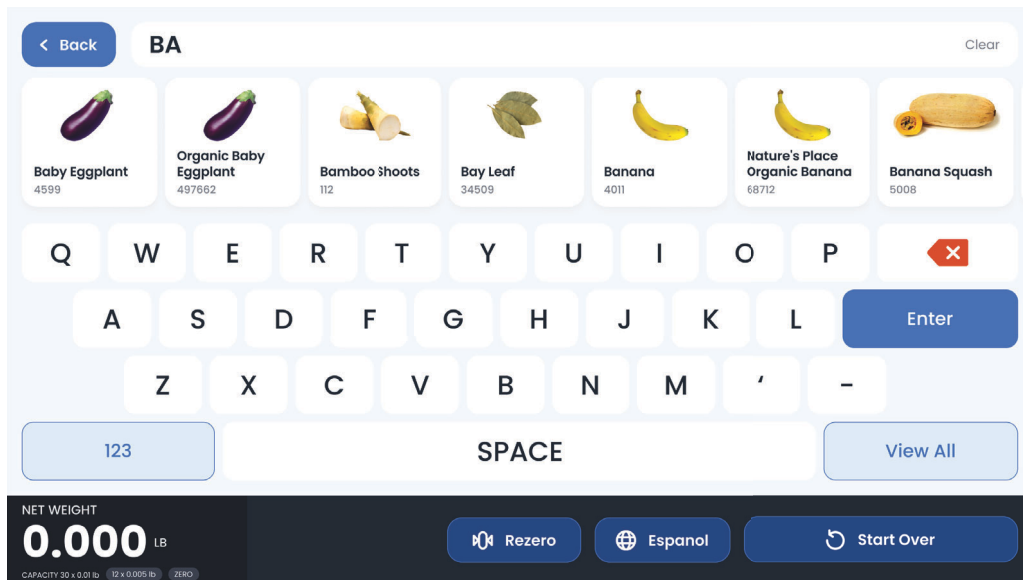 Back
BA
Clear
Baby Eggplant
4599
Organic Baby
Eggplant
497662
Bamboo Shoots
112
Bay Leaf
34509
Banana
4011
Nature's Place
Organic Banana
68712
Banana Squash
5008
Q W E R T Y U I O P
A S D F G H J K L Enter
Z X C V B N M ‘ -
123 SPACE View All
NET WEIGHT
0.000 LB
CAPACITY 30 x 0.01 lb 12 x 0.005 lb ZERO
Rezero
Espanol
Start Over